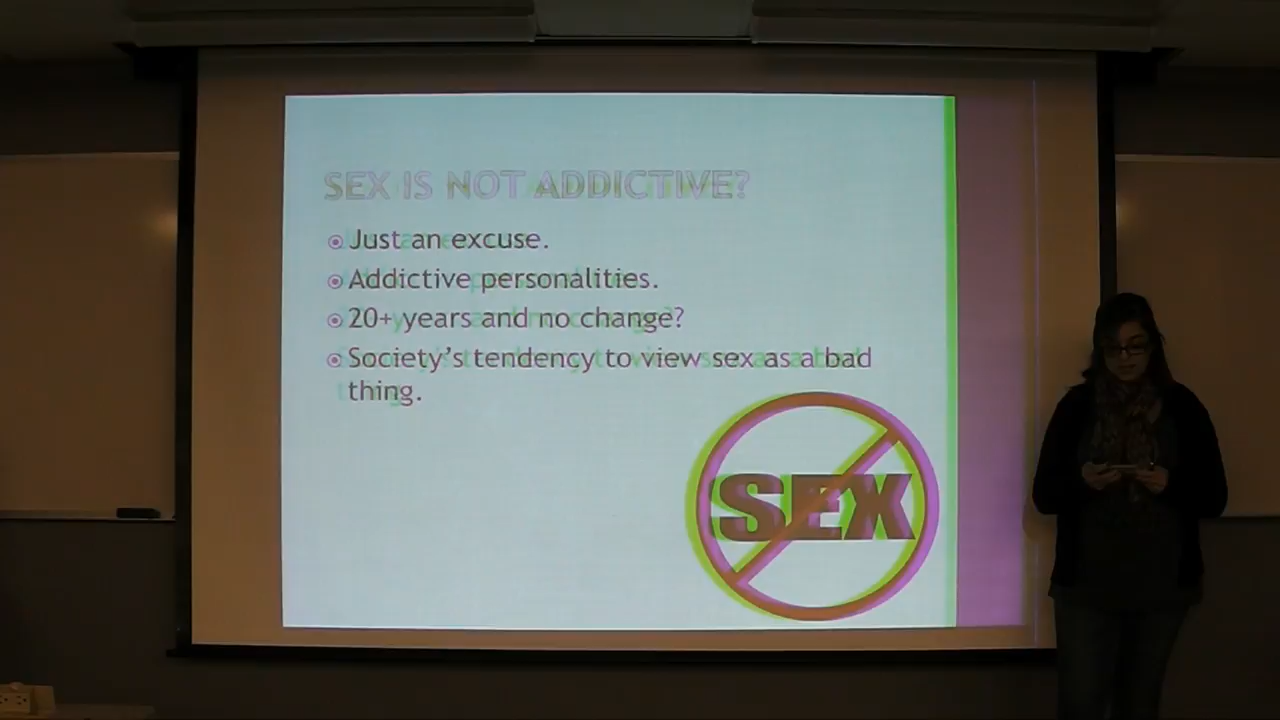 SEX IS NOT ADDICTIVE?
Just an excuse.
Addictive personalities.
20+ years and no change?
Society's tendency to view sex as a bad
thing.
SEX